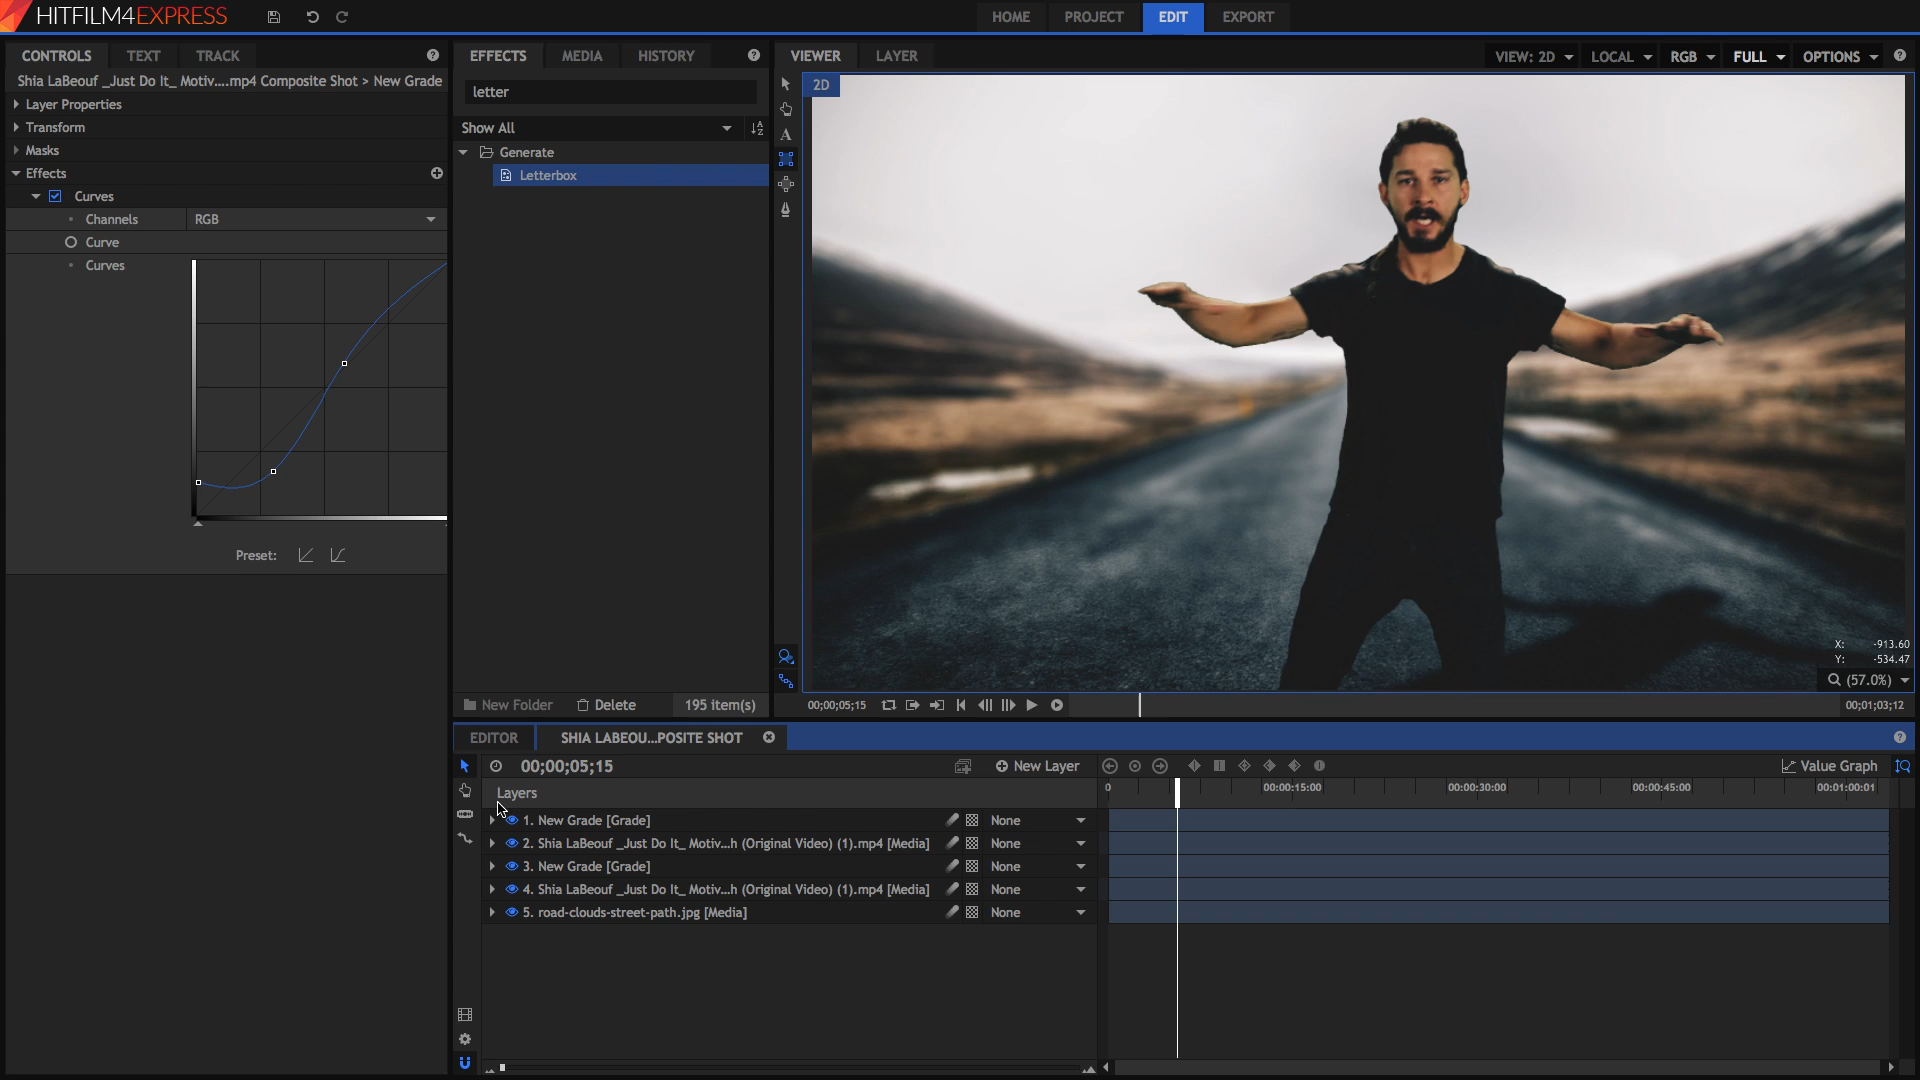 HITFILM4EXPRESS
HOME
PROJECT
EDIT
EXPORT
CONTROLS
TEXT
TRACK
Shia LaBeouf _Just Do It_ Motiv....mp4 Composite Shot > New Grade
Layer Properties
Transform
Masks
Effects
Curves
Channels
RGB
Curve
Curves
Preset:
EFFECTS
MEDIA
HISTORY
letter
Show All
Generate
Letterbox
New Folder
Delete
195 item(s)
VIEWER
LAYER
VIEW: 2D
LOCAL
RGB
FULL
OPTIONS
2D
A
X: -913.60
Y: -534.47
(57.0%)
00;00;05;15
00;01;03;12
EDITOR
SHIA LABEOU...POSITE SHOT
00;00;05;15
New Layer
Value Graph
Layers
0
00:00:15:00
00:00:30:00
00:00:45:00
00:01:00:01
1. New Grade [Grade]
None
2. Shia LaBeouf _Just Do It_ Motiv...h (Original Video) (1).mp4 [Media]
None
3. New Grade [Grade]
None
4. Shia LaBeouf _Just Do It_ Motiv...h (Original Video) (1).mp4 [Media]
None
5. road-clouds-street-path.jpg [Media]
None